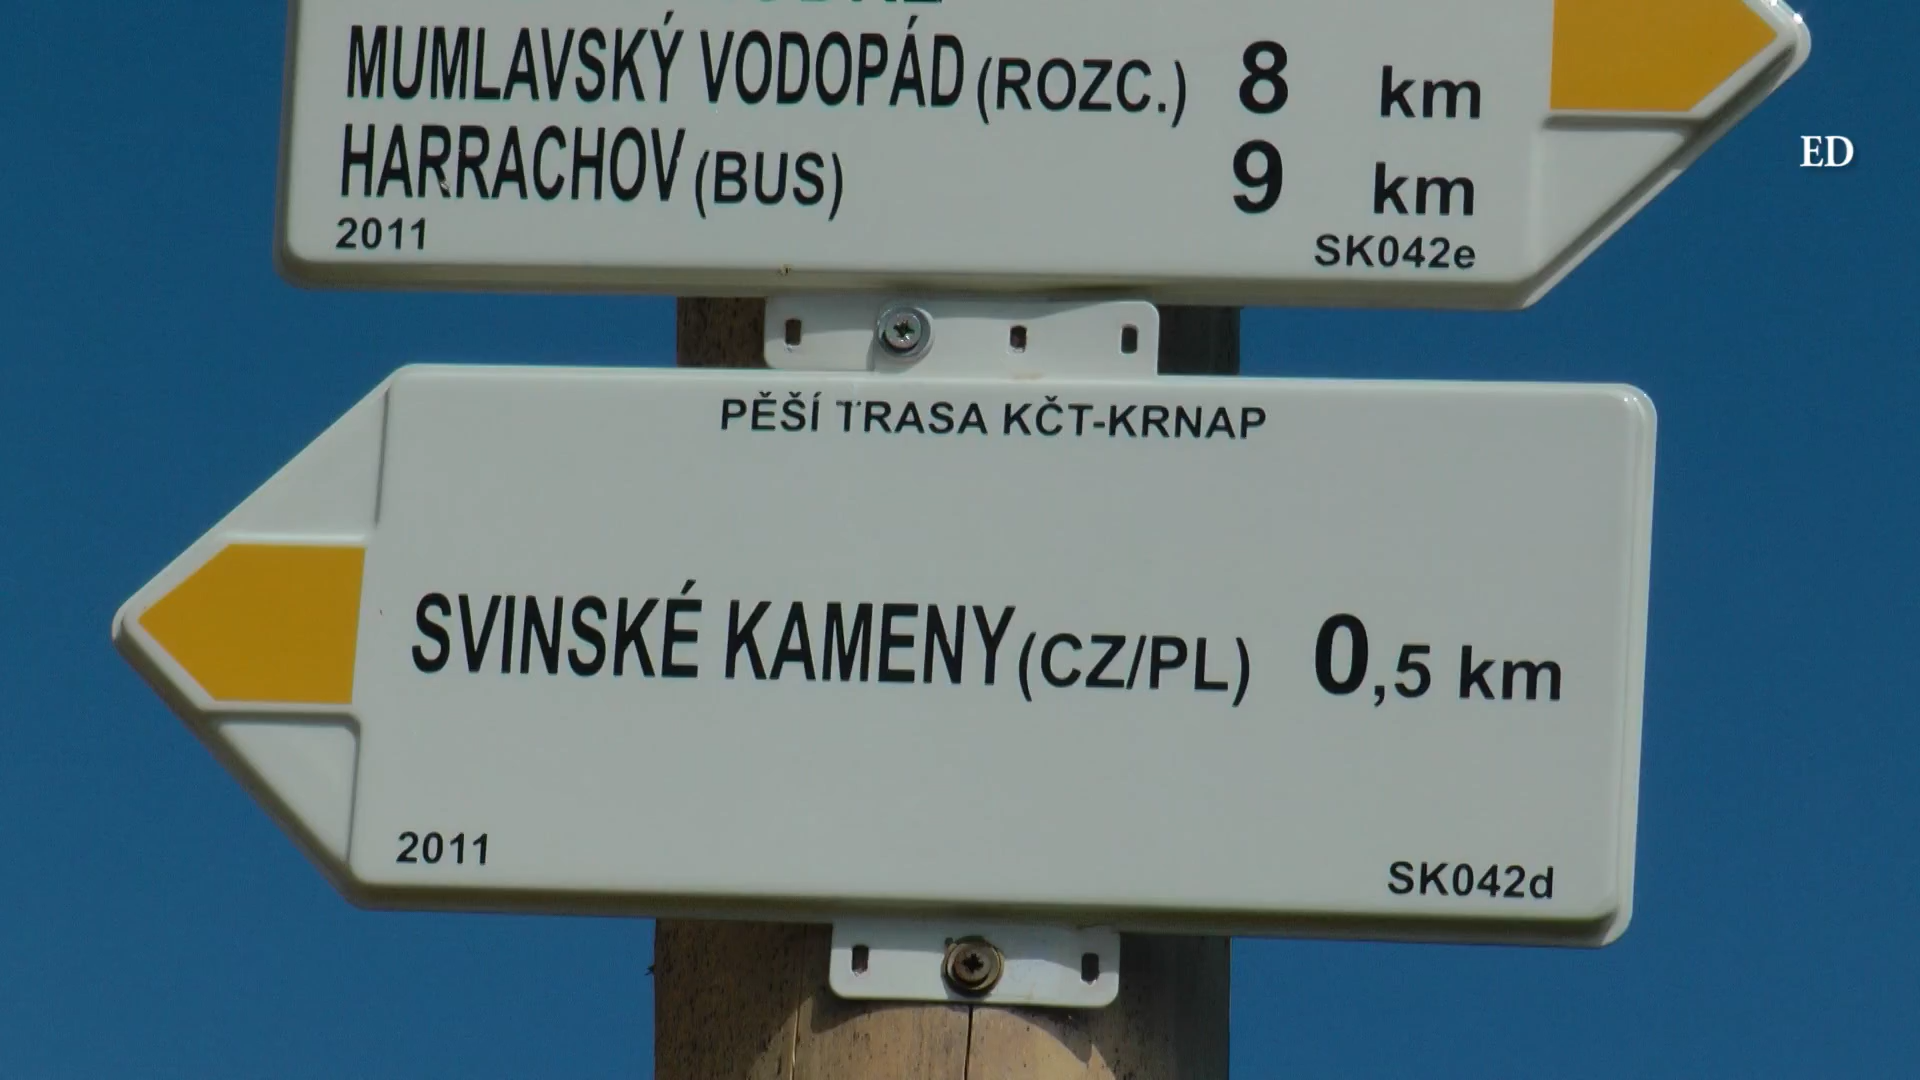 MUMLAVSKÝ VODOPÁD (ROZC.) 8 km
HARRACHOV (BUS) 9 km
2011 SK042e
ED
PĚŠÍ TRASA KČT-KRNAP
SVINSKÉ KAMENY (CZ/PL) 0,5 km
2011 SK042d